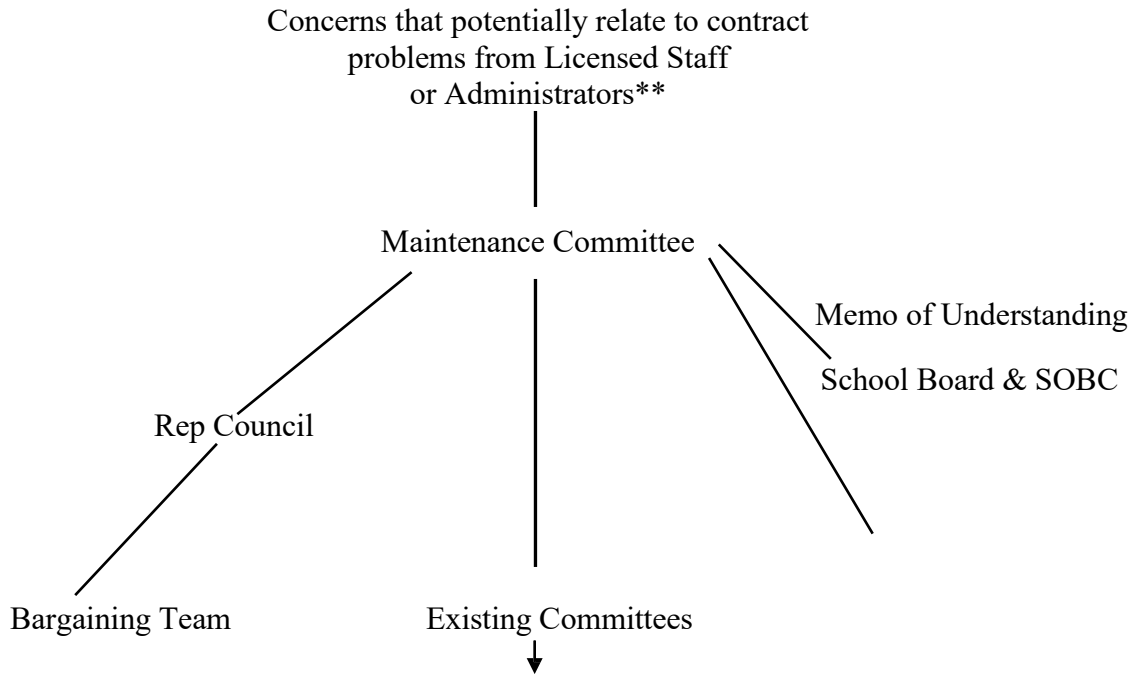 Concerns that potentially relate to contract
problems from Licensed Staff
or Administrators**
Maintenance Committee
Memo of Understanding
School Board & SOBC
Rep Council
Bargaining Team
Existing Committees